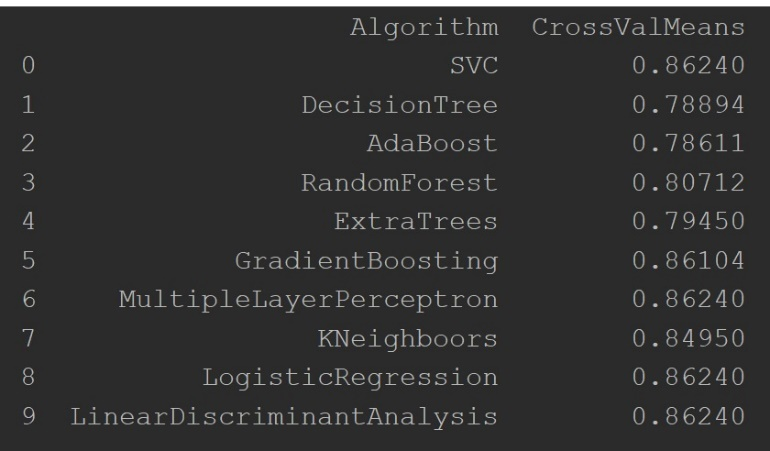 Algorithm CrossValMeans
0 SVC 0.86240
1 DecisionTree 0.78894
2 AdaBoost 0.78611
3 RandomForest 0.80712
4 ExtraTrees 0.79450
5 GradientBoosting 0.86104
6 MultipleLayerPerceptron 0.86240
7 KNeighboors 0.84950
8 LogisticRegression 0.86240
9 LinearDiscriminantAnalysis 0.86240